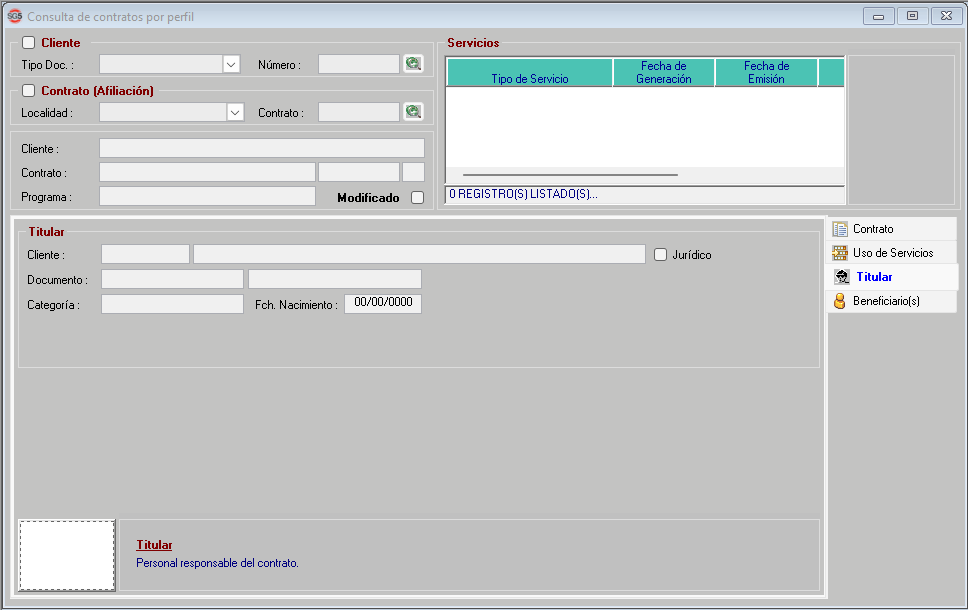 SGS Consulta de contratos por perfil
Cliente
Tipo Doc. :
Número :
Contrato (Afiliación)
Localidad :
Contrato :
Cliente :
Contrato :
Programa :
Modificado
Servicios
Tipo de Servicio
Fecha de
Generación
Fecha de
Emisión
0 REGISTRO(S) LISTADO(S)...
Titular
Cliente :
Jurídico
Documento :
Categoría :
Fch. Nacimiento :
00/00/0000
Contrato
Uso de Servicios
Titular
Beneficiario(s)
Titular
Personal responsable del contrato.